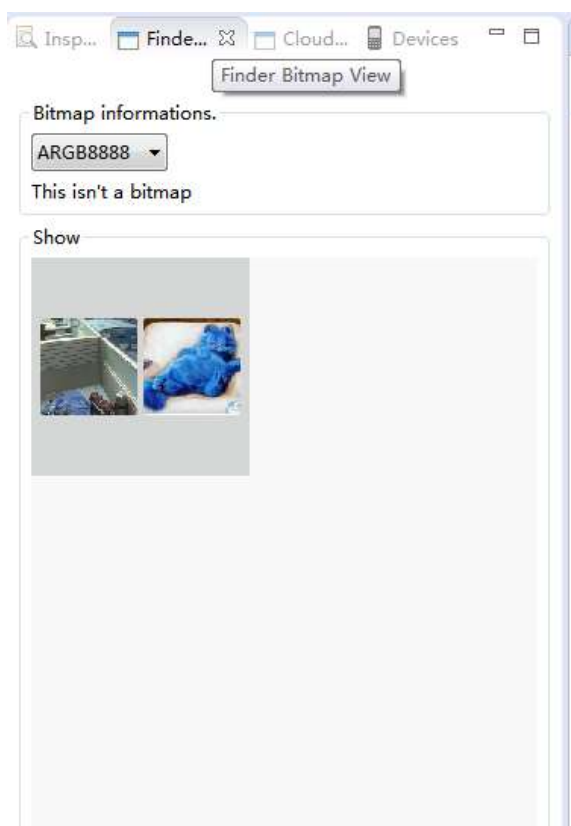 Insp... Finde... Cloud... Devices
Finder Bitmap View
Bitmap informations.
ARGB8888
This isn't a bitmap
Show